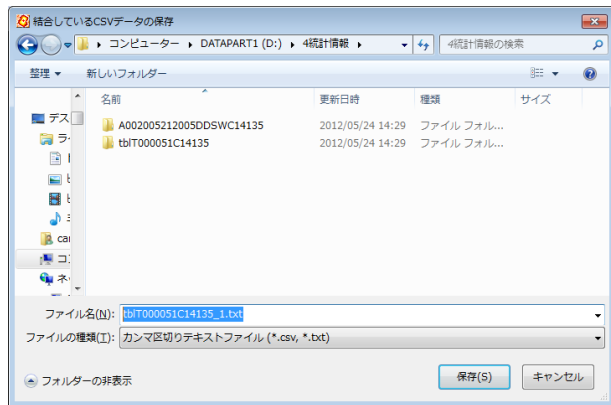 結合しているCSVデータの保存
コンピューター ▸ DATAPART1 (D:) ▸ 4統計情報 ▸
4統計情報の検索
整理 ▼ 新しいフォルダー
名前 更新日時 種類 サイズ
デス
ラ
A002005212005DDSWC14135 2012/05/24 14:29 ファイル フォル...
tblT000051C14135 2012/05/24 14:29 ファイル フォル...
car
コン
ネ
ファイル名(N): tblT000051C14135_1.txt
ファイルの種類(T): カンマ区切りテキストファイル (*.csv, *.txt)
フォルダーの非表示
保存(S) キャンセル